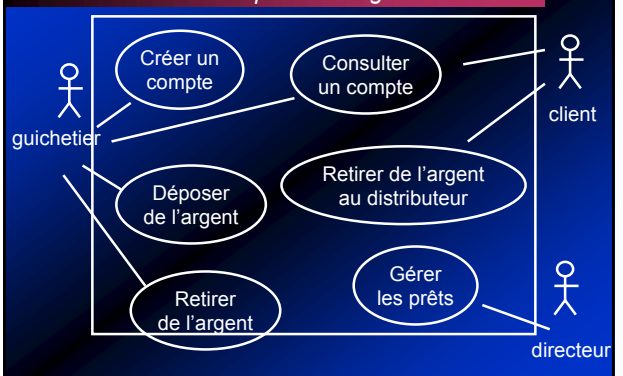 Créer un
compte
Consulter
un compte
guichetier
client
Déposer
de l'argent
Retirer de l'argent
au distributeur
Retirer
de l'argent
Gérer
les prêts
directeur